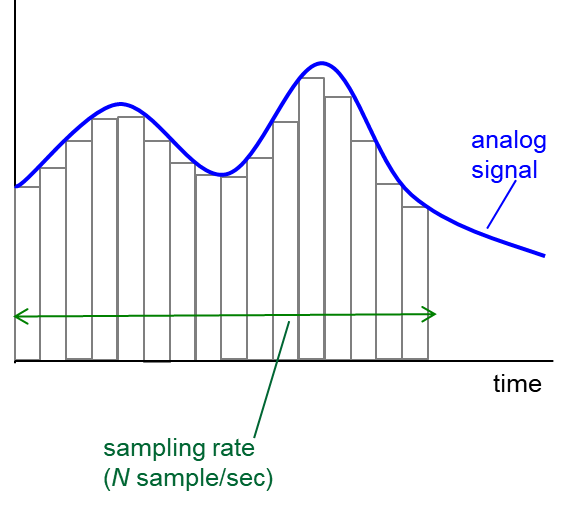 analog
signal
time
sampling rate
(N sample/sec)